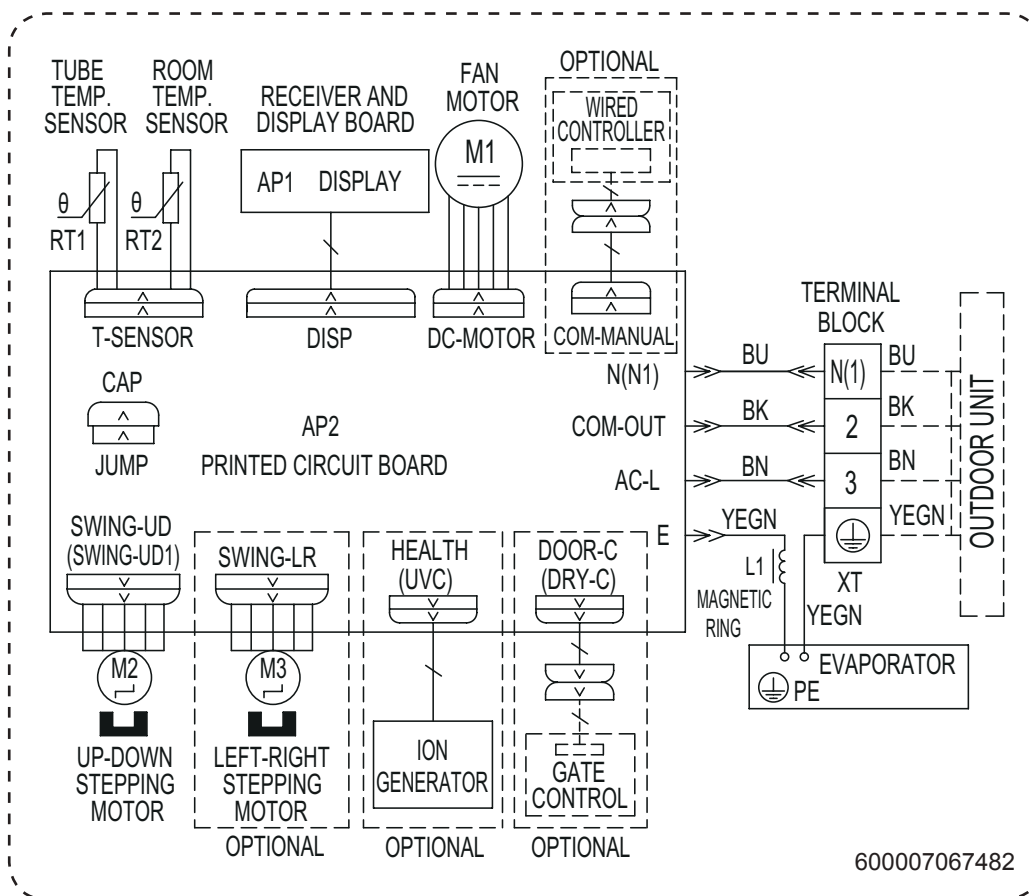 TUBE
TEMP.
SENSOR
ROOM
TEMP.
SENSOR
RECEIVER AND
DISPLAY BOARD
FAN
MOTOR
OPTIONAL
WIRED
CONTROLLER
AP1 DISPLAY
M1
θ
RT1
θ
RT2
T-SENSOR
DISP
DC-MOTOR
COM-MANUAL
TERMINAL
BLOCK
N(N1)
BU
N(1)
BU
CAP
JUMP
AP2
PRINTED CIRCUIT BOARD
COM-OUT
BK
2
BK
AC-L
BN
3
BN
E
YEGN
YEGN
OUTDOOR UNIT
L1
MAGNETIC
RING
XT
YEGN
EVAPORATOR
PE
SWING-UD
(SWING-UD1)
SWING-LR
HEALTH
(UVC)
DOOR-C
(DRY-C)
M2
M3
UP-DOWN
STEPPING
MOTOR
LEFT-RIGHT
STEPPING
MOTOR
ION
GENERATOR
GATE
CONTROL
OPTIONAL
OPTIONAL
OPTIONAL
600007067482